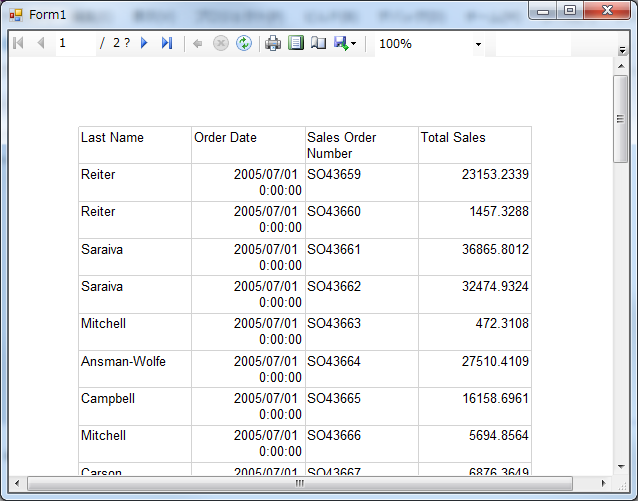 Form1
1 / 2 ? 100%
Last Name Order Date Sales Order Total Sales
Number
Reiter 2005/07/01 SO43659 23153.2339
0:00:00
Reiter 2005/07/01 SO43660 1457.3288
0:00:00
Saraiva 2005/07/01 SO43661 36865.8012
0:00:00
Saraiva 2005/07/01 SO43662 32474.9324
0:00:00
Mitchell 2005/07/01 SO43663 472.3108
0:00:00
Ansman-Wolfe 2005/07/01 SO43664 27510.4109
0:00:00
Campbell 2005/07/01 SO43665 16158.6961
0:00:00
Mitchell 2005/07/01 SO43666 5694.8564
0:00:00
Carson 2005/07/01 SO43667 6876.3649